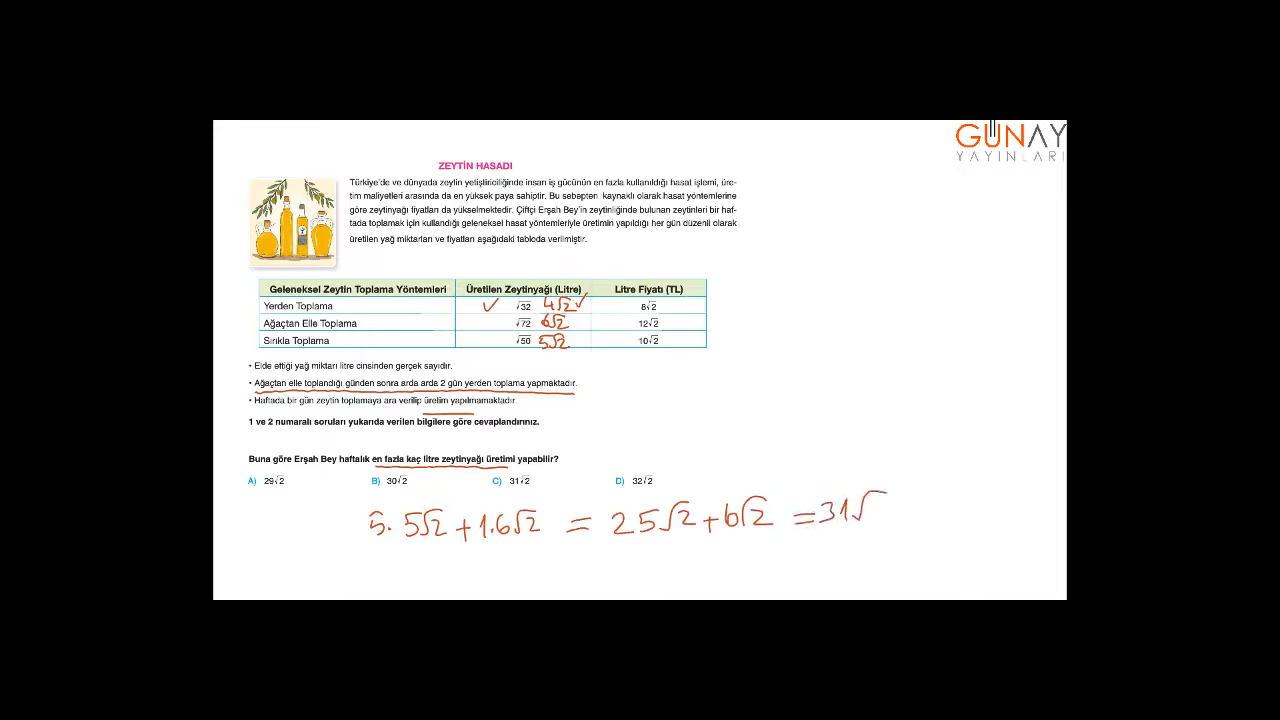 GÜNAY
YAYINLARI
ZEYTİN HASADI
Türkiye'de ve dünyada zeytin yetiştiriciliğinde insan iş gücünün en fazla kullanıldığı hasat işlemi, üre-
tim maliyetleri arasında da en yüksek paya sahiptir. Bu sebepten kaynaklı olarak hasat yöntemlerine
göre zeytinyağı fiyatları da yükselmektedir. Çiftçi Erşah Bey'in zeytinliğinde bulunan zeytinleri bir haf-
tada toplamak için kullandığı geleneksel hasat yöntemleriyle üretimin yapıldığı her gün düzenli olarak
üretilen yağ miktarları ve fiyatları aşağıdaki tabloda verilmiştir.
Geleneksel Zeytin Toplama Yöntemleri Üretilen Zeytinyağı (Litre) Litre Fiyatı (TL)
Yerden Toplama ✓ √32 4√2 ✓ 8√2
Ağaçtan Elle Toplama √72 6√2 12√2
Sırıkla Toplama √50 5√2 10√2
• Elde ettiği yağ miktarı litre cinsinden gerçek sayıdır.
• Ağaçtan elle toplandığı günden sonra arda arda 2 gün yerden toplama yapmaktadır.
• Haftada bir gün zeytin toplamaya ara verilip üretim yapılmamaktadır.
1 ve 2 numaralı soruları yukarıda verilen bilgilere göre cevaplandırınız.
Buna göre Erşah Bey haftalık en fazla kaç litre zeytinyağı üretimi yapabilir?
A) 29√2 B) 30√2 C) 31√2 D) 32√2
5. 5√2 + 1.6√2 = 25√2 + 6√2 = 31√